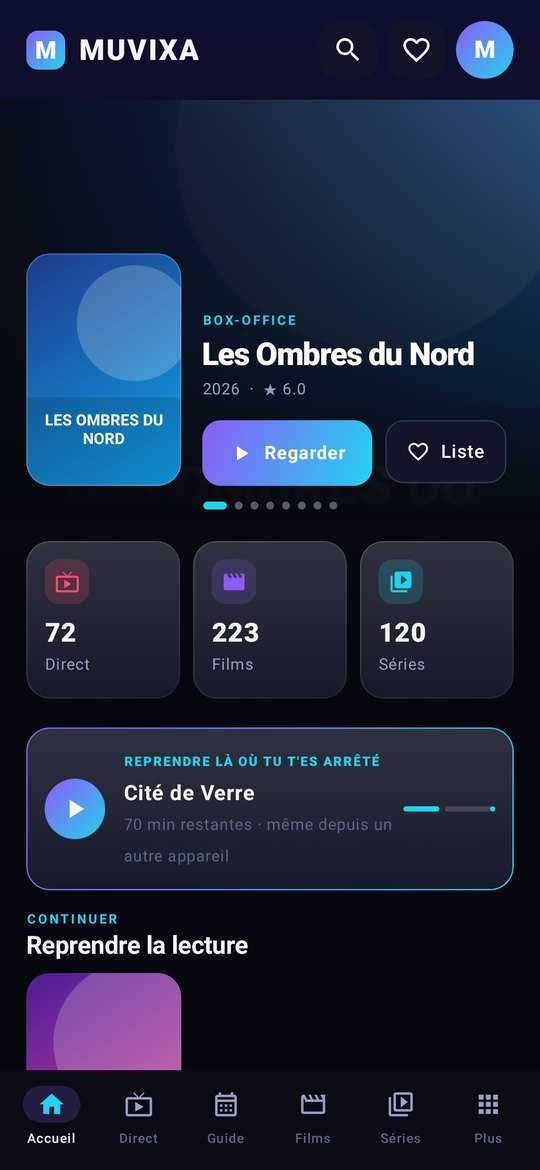 M MUVIXA M
BOX-OFFICE
Les Ombres du Nord
2026 · ★ 6.0
LES OMBRES DU
NORD
Regarder Liste
72 223 120
Direct Films Séries
REPRENDRE LÀ OÙ TU T'ES ARRÊTÉ
Cité de Verre
70 min restantes · même depuis un
autre appareil
CONTINUER
Reprendre la lecture
Accueil Direct Guide Films Séries Plus